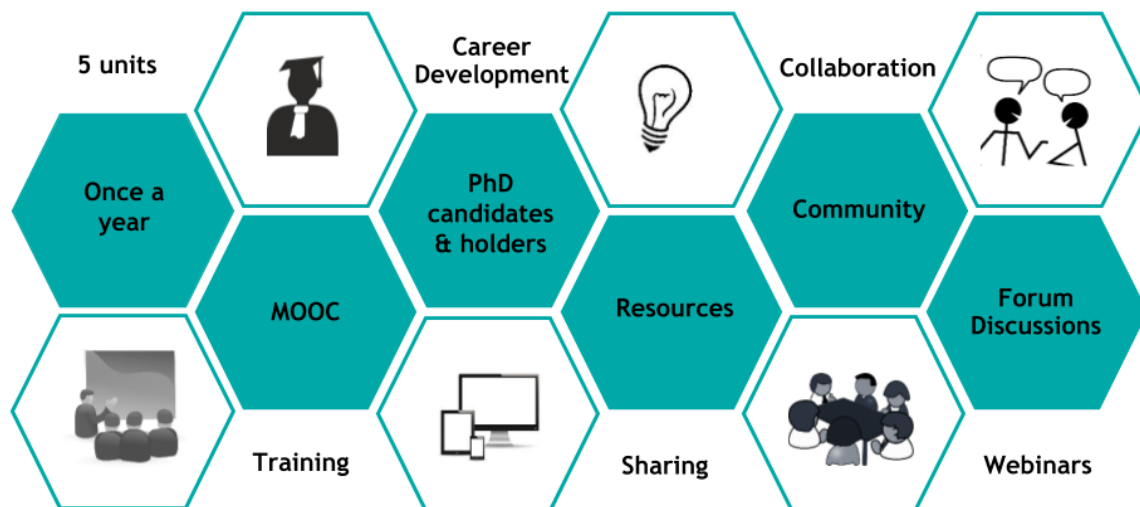 5 units
Career
Development
Collaboration
Once a
year
PhD
candidates
& holders
Community
MOOC
Resources
Forum
Discussions
Training
Sharing
Webinars